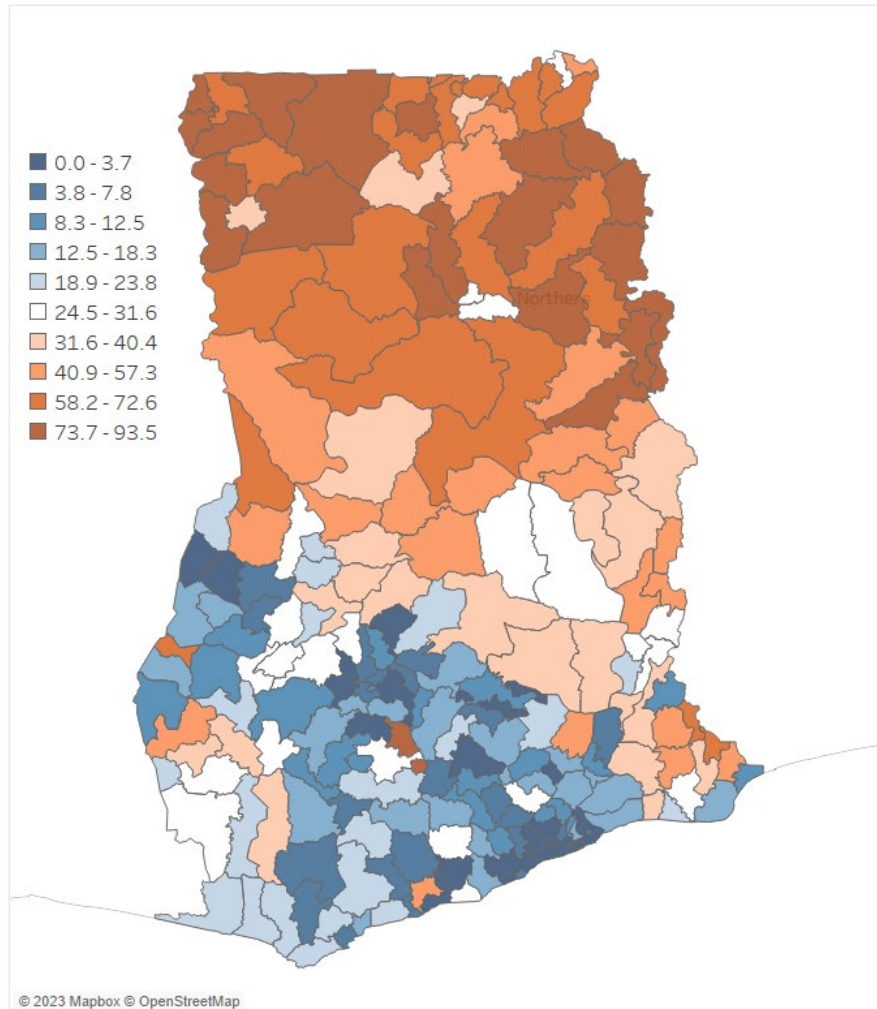 0.0 - 3.7
3.8 - 7.8
8.3 - 12.5
12.5 - 18.3
18.9 - 23.8
24.5 - 31.6
31.6 - 40.4
40.9 - 57.3
58.2 - 72.6
73.7 - 93.5
Northern
© 2023 Mapbox © OpenStreetMap